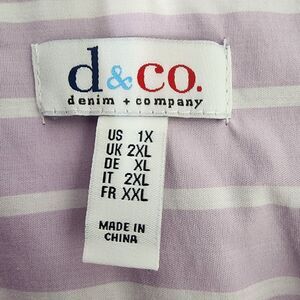 d&co.
denim + company
US 1X
UK 2XL
DE XL
IT 2XL
FR XXL
MADE IN
CHINA